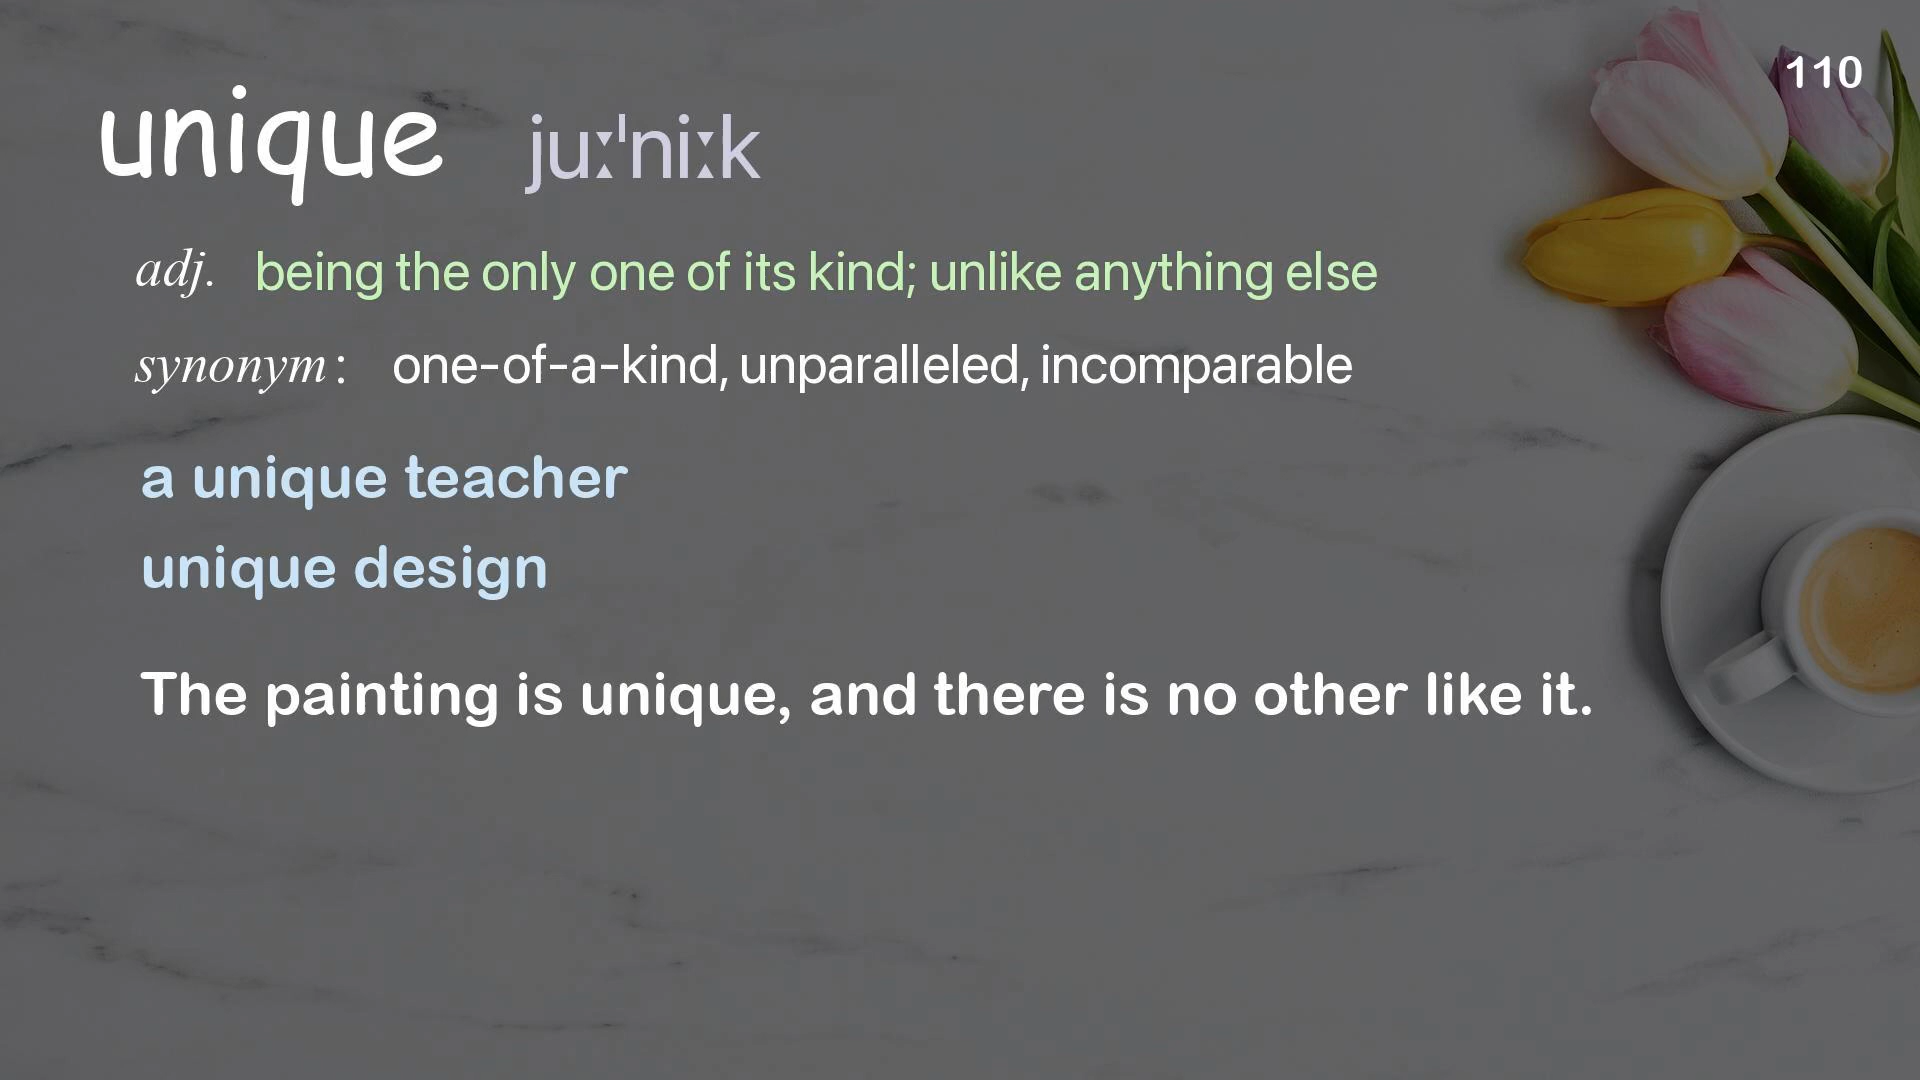 110
unique juːˈniːk
adj. being the only one of its kind; unlike anything else
synonym: one-of-a-kind, unparalleled, incomparable
a unique teacher
unique design
The painting is unique, and there is no other like it.